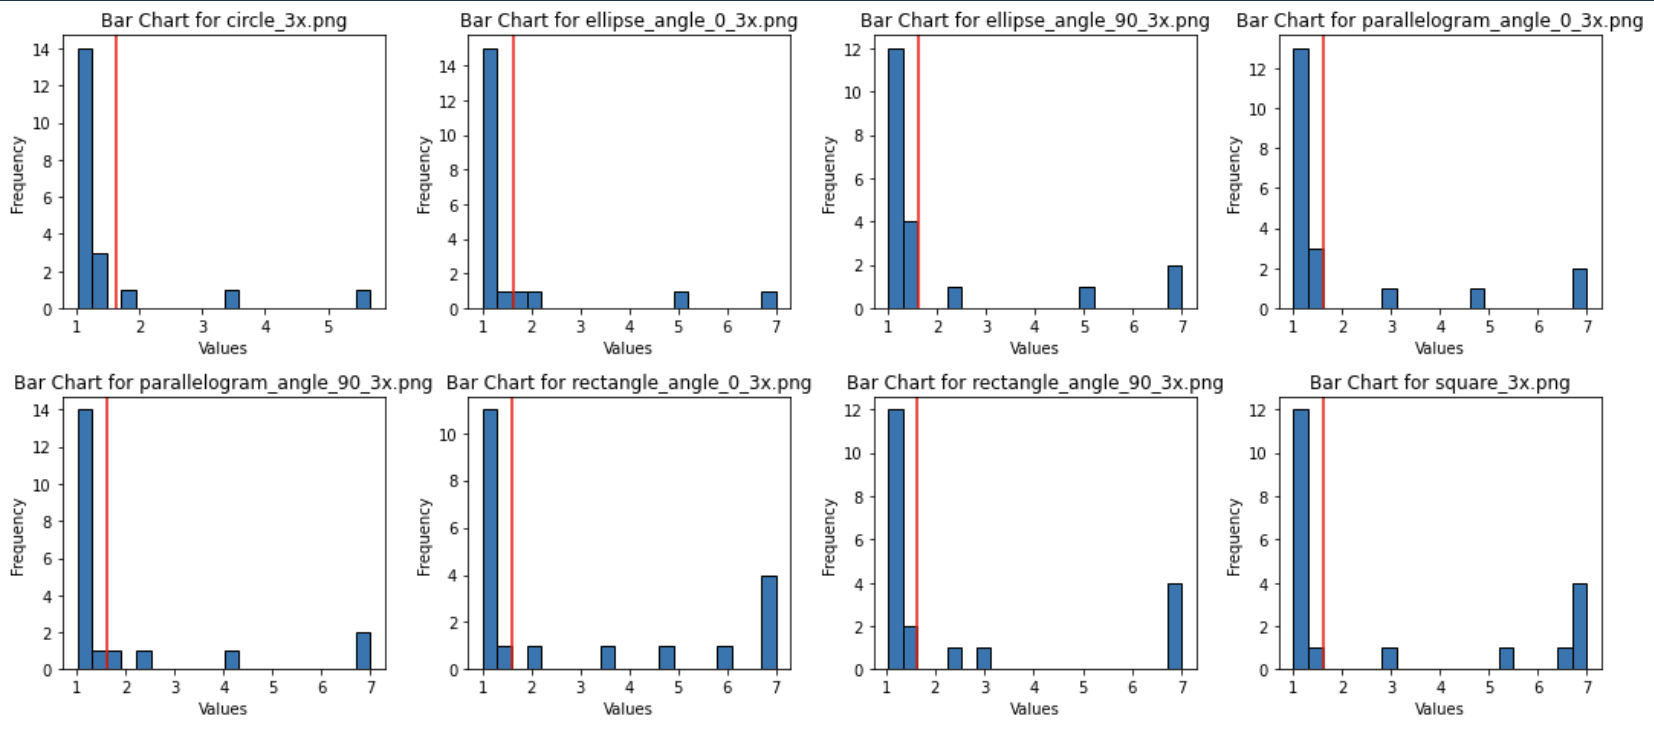 Bar Chart for circle_3x.png
14
12
10
8
6
4
2
0
Frequency
1 2 3 4 5
Values
Bar Chart for ellipse_angle_0_3x.png
14
12
10
8
6
4
2
0
Frequency
1 2 3 4 5 6 7
Values
Bar Chart for ellipse_angle_90_3x.png
12
10
8
6
4
2
0
Frequency
1 2 3 4 5 6 7
Values
Bar Chart for parallelogram_angle_0_3x.png
12
10
8
6
4
2
0
Frequency
1 2 3 4 5 6 7
Values
Bar Chart for parallelogram_angle_90_3x.png
14
12
10
8
6
4
2
0
Frequency
1 2 3 4 5 6 7
Values
Bar Chart for rectangle_angle_0_3x.png
10
8
6
4
2
0
Frequency
1 2 3 4 5 6 7
Values
Bar Chart for rectangle_angle_90_3x.png
12
10
8
6
4
2
0
Frequency
1 2 3 4 5 6 7
Values
Bar Chart for square_3x.png
12
10
8
6
4
2
0
Frequency
1 2 3 4 5 6 7
Values